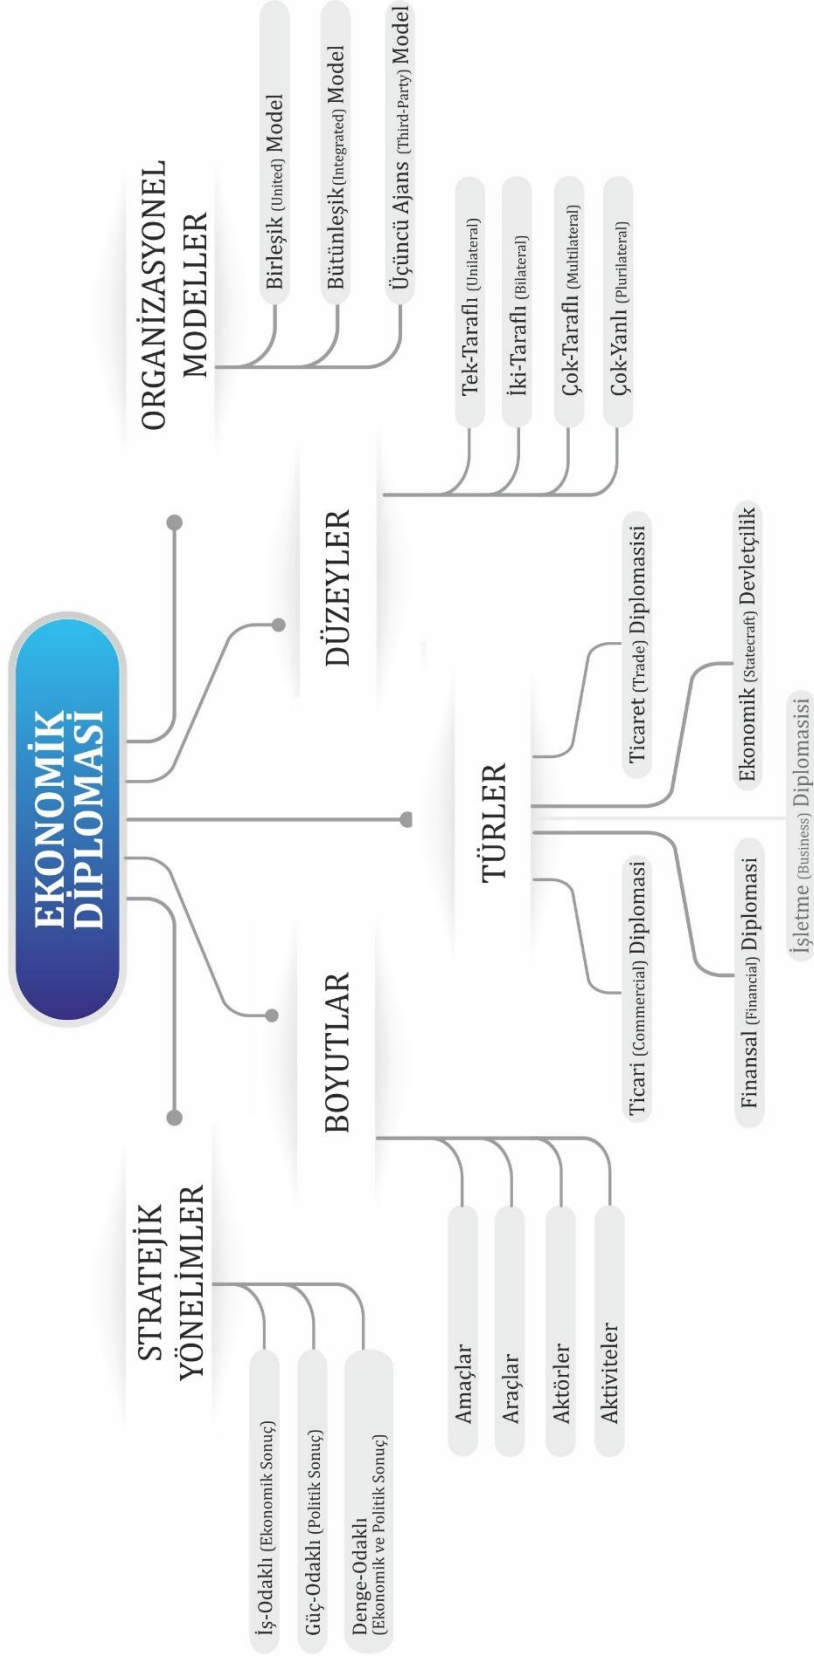 EKONOMİK
DİPLOMASİ
STRATEJİK
YÖNELİMLER
İş-Odaklı (Ekonomik Sonuç)
Güç-Odaklı (Politik Sonuç)
Denge-Odaklı
(Ekonomik ve Politik Sonuç)
BOYUTLAR
Amaçlar
Araçlar
Aktörler
Aktiviteler
TÜRLER
Ticari (Commercial) Diplomasi
Ticaret (Trade) Diplomasisi
Finansal (Financial) Diplomasi
Ekonomik (Statecraft) Devletçilik
İşletme (Business) Diplomasisi
DÜZEYLER
Tek-Taraflı (Unilateral)
İki-Taraflı (Bilateral)
Çok-Taraflı (Multilateral)
Çok-Yanlı (Plurilateral)
ORGANİZASYONEL
MODELLER
Birleşik (United) Model
Bütünleşik(Integrated) Model
Üçüncü Ajans (Third-Party) Model